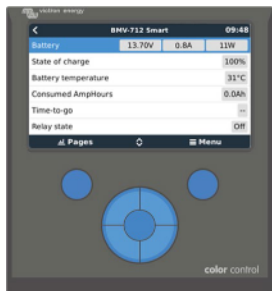 victron energy
BMV-712 Smart 09:48
Battery 13.70V 0.8A 11W
State of charge 100%
Battery temperature 31°C
Consumed AmpHours 0.0Ah
Time-to-go --
Relay state Off
Pages Menu
color control